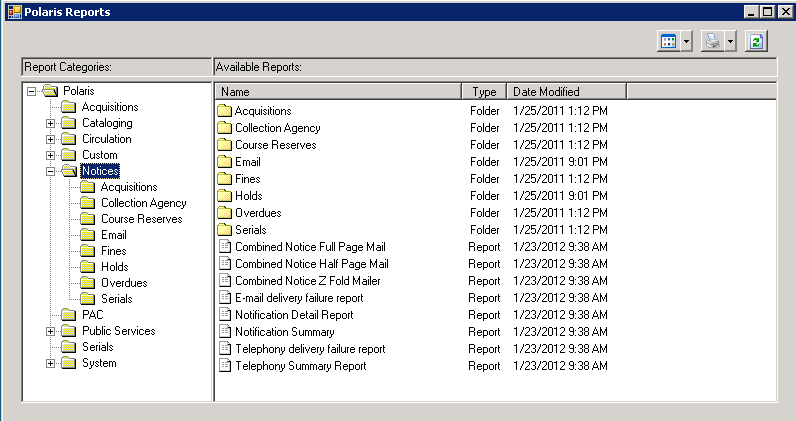 Polaris Reports
Report Categories:
Available Reports:
Polaris
Acquisitions
Cataloging
Circulation
Custom
Notices
Acquisitions
Collection Agency
Course Reserves
Email
Fines
Holds
Overdues
Serials
PAC
Public Services
Serials
System
Name Type Date Modified
Acquisitions Folder 1/25/2011 1:12 PM
Collection Agency Folder 1/25/2011 1:12 PM
Course Reserves Folder 1/25/2011 1:12 PM
Email Folder 1/25/2011 9:01 PM
Fines Folder 1/25/2011 1:12 PM
Holds Folder 1/25/2011 9:01 PM
Overdues Folder 1/25/2011 1:12 PM
Serials Folder 1/25/2011 1:12 PM
Combined Notice Full Page Mail Report 1/23/2012 9:38 AM
Combined Notice Half Page Mail Report 1/23/2012 9:38 AM
Combined Notice Z Fold Mailer Report 1/23/2012 9:38 AM
E-mail delivery failure report Report 1/23/2012 9:38 AM
Notification Detail Report Report 1/23/2012 9:38 AM
Notification Summary Report 1/23/2012 9:38 AM
Telephony delivery failure report Report 1/23/2012 9:38 AM
Telephony Summary Report Report 1/23/2012 9:38 AM